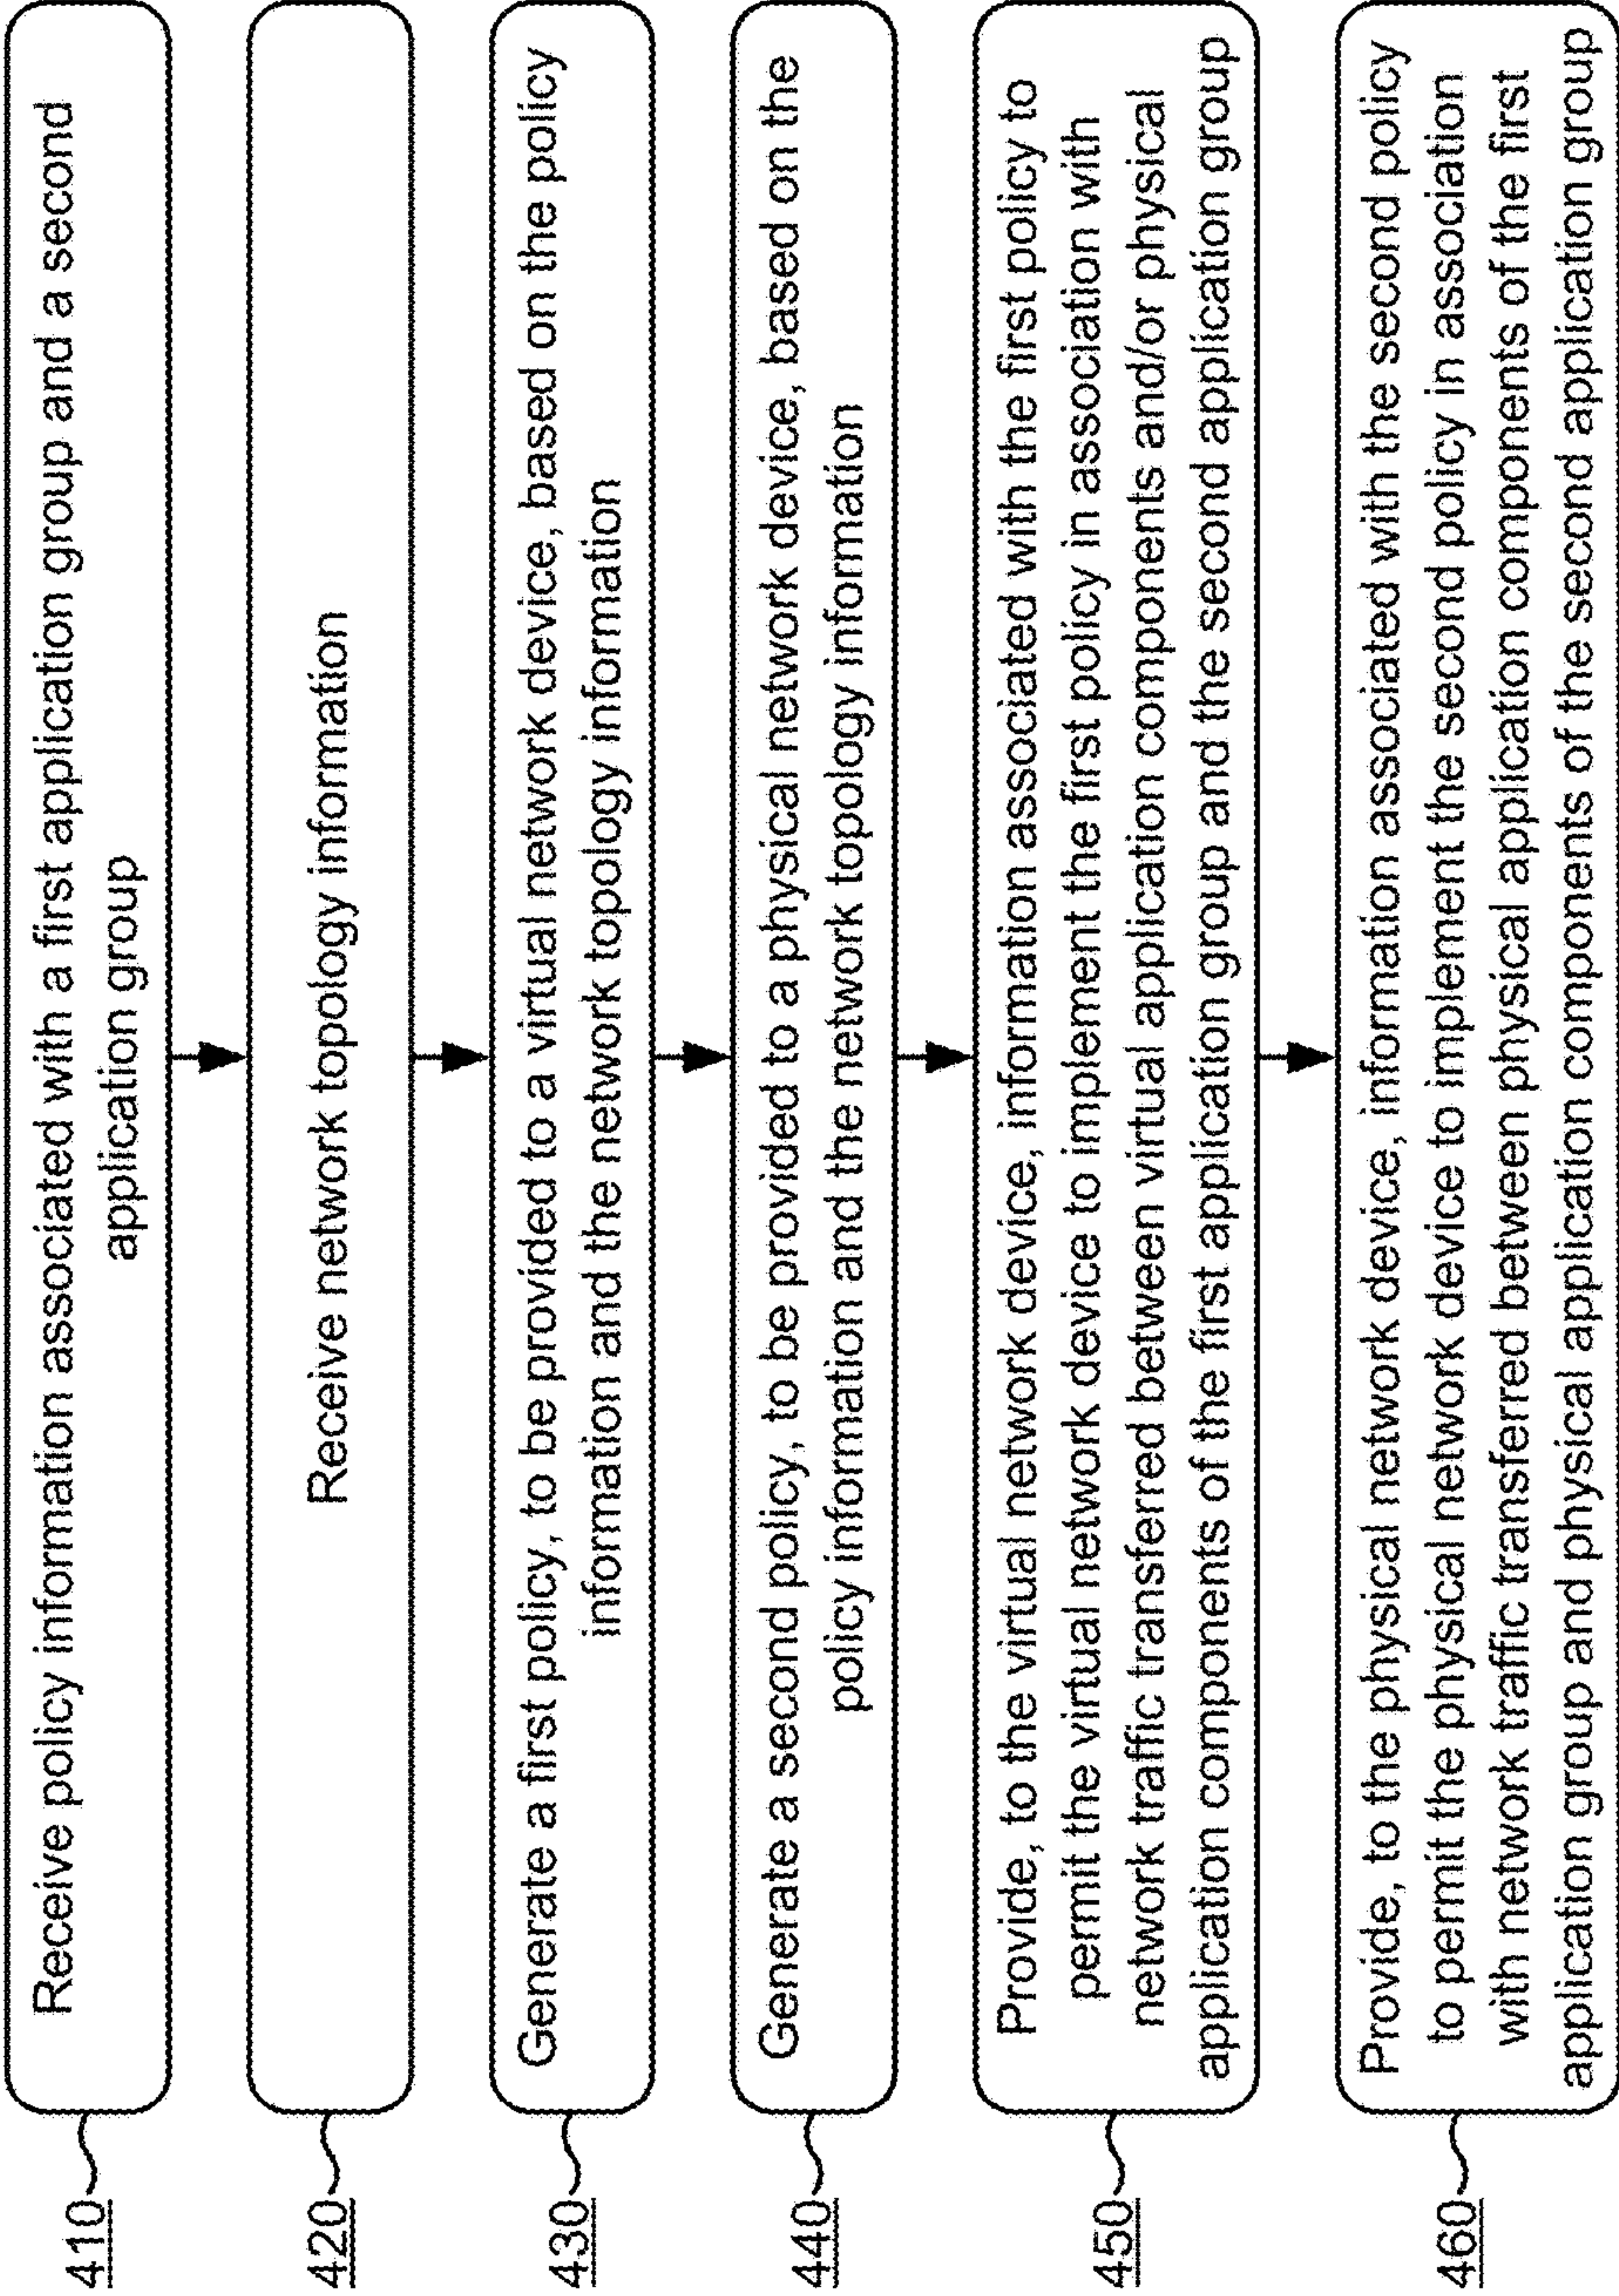 410
Receive policy information associated with a first application group and a second
application group
420
Receive network topology information
430
Generate a first policy, to be provided to a virtual network device, based on the policy
information and the network topology information
440
Generate a second policy, to be provided to a physical network device, based on the
policy information and the network topology information
450
Provide, to the virtual network device, information associated with the first policy to
permit the virtual network device to implement the first policy in association with
network traffic transferred between virtual application components and/or physical
application components of the first application group and the second application group
460
Provide, to the physical network device, information associated with the second policy
to permit the physical network device to implement the second policy in association
with network traffic transferred between physical application components of the first
application group and physical application components of the second application group